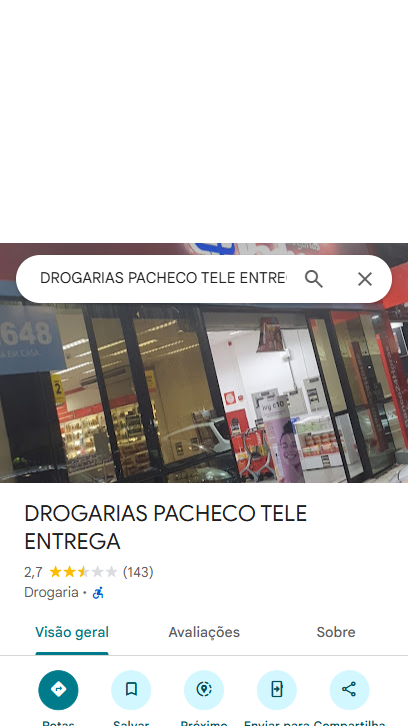 DROGARIAS PACHECO TELE ENTRE
648
DROGARIAS PACHECO TELE
ENTREGA
2,7 (143)
Drogaria ·
Visão geral
Avaliações
Sobre
Rotas
Salvar
Próximo
Enviar para
Compartilha